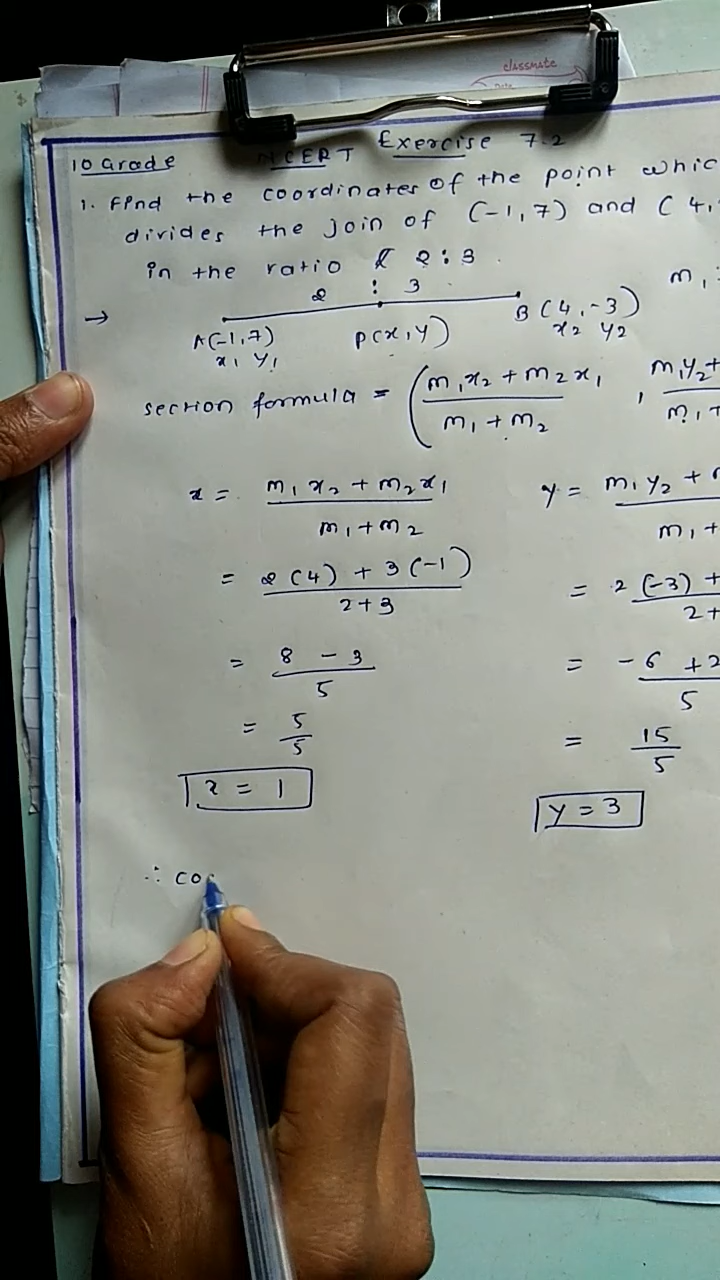 classmate
10 Grade NCERT Exercise 7.2
1. Find the coordinates of the point whic
divides the join of (-1,7) and (4,
in the ratio 2:3.
2 : 3
m₁
→ A(-1,7) P(x,y) B(4,-3)
x₁ y₁ x₂ y₂
section formula = (m₁x₂ + m₂x₁ / m₁ + m₂ , m₁y₂ + / m₁ +
x = m₁x₂ + m₂x₁ / m₁ + m₂ y = m₁y₂ + / m₁ +
= 2(4) + 3(-1) / 2+3 = 2(-3) + / 2+
= 8 - 3 / 5 = -6 + 2 / 5
= 5/5 = 15/5
x = 1 y = 3
∴ co